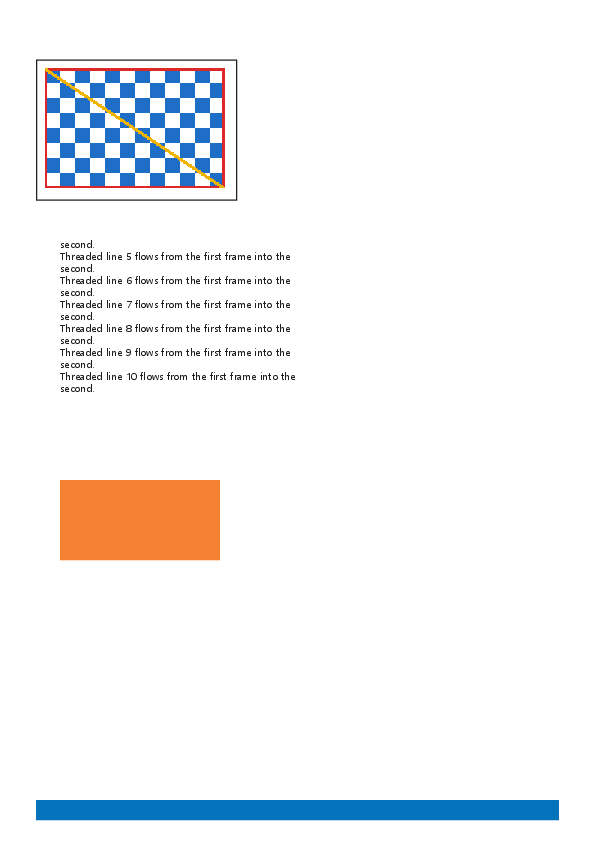 second.
Threaded line 5 flows from the first frame into the
second.
Threaded line 6 flows from the first frame into the
second.
Threaded line 7 flows from the first frame into the
second.
Threaded line 8 flows from the first frame into the
second.
Threaded line 9 flows from the first frame into the
second.
Threaded line 10 flows from the first frame into the
second.